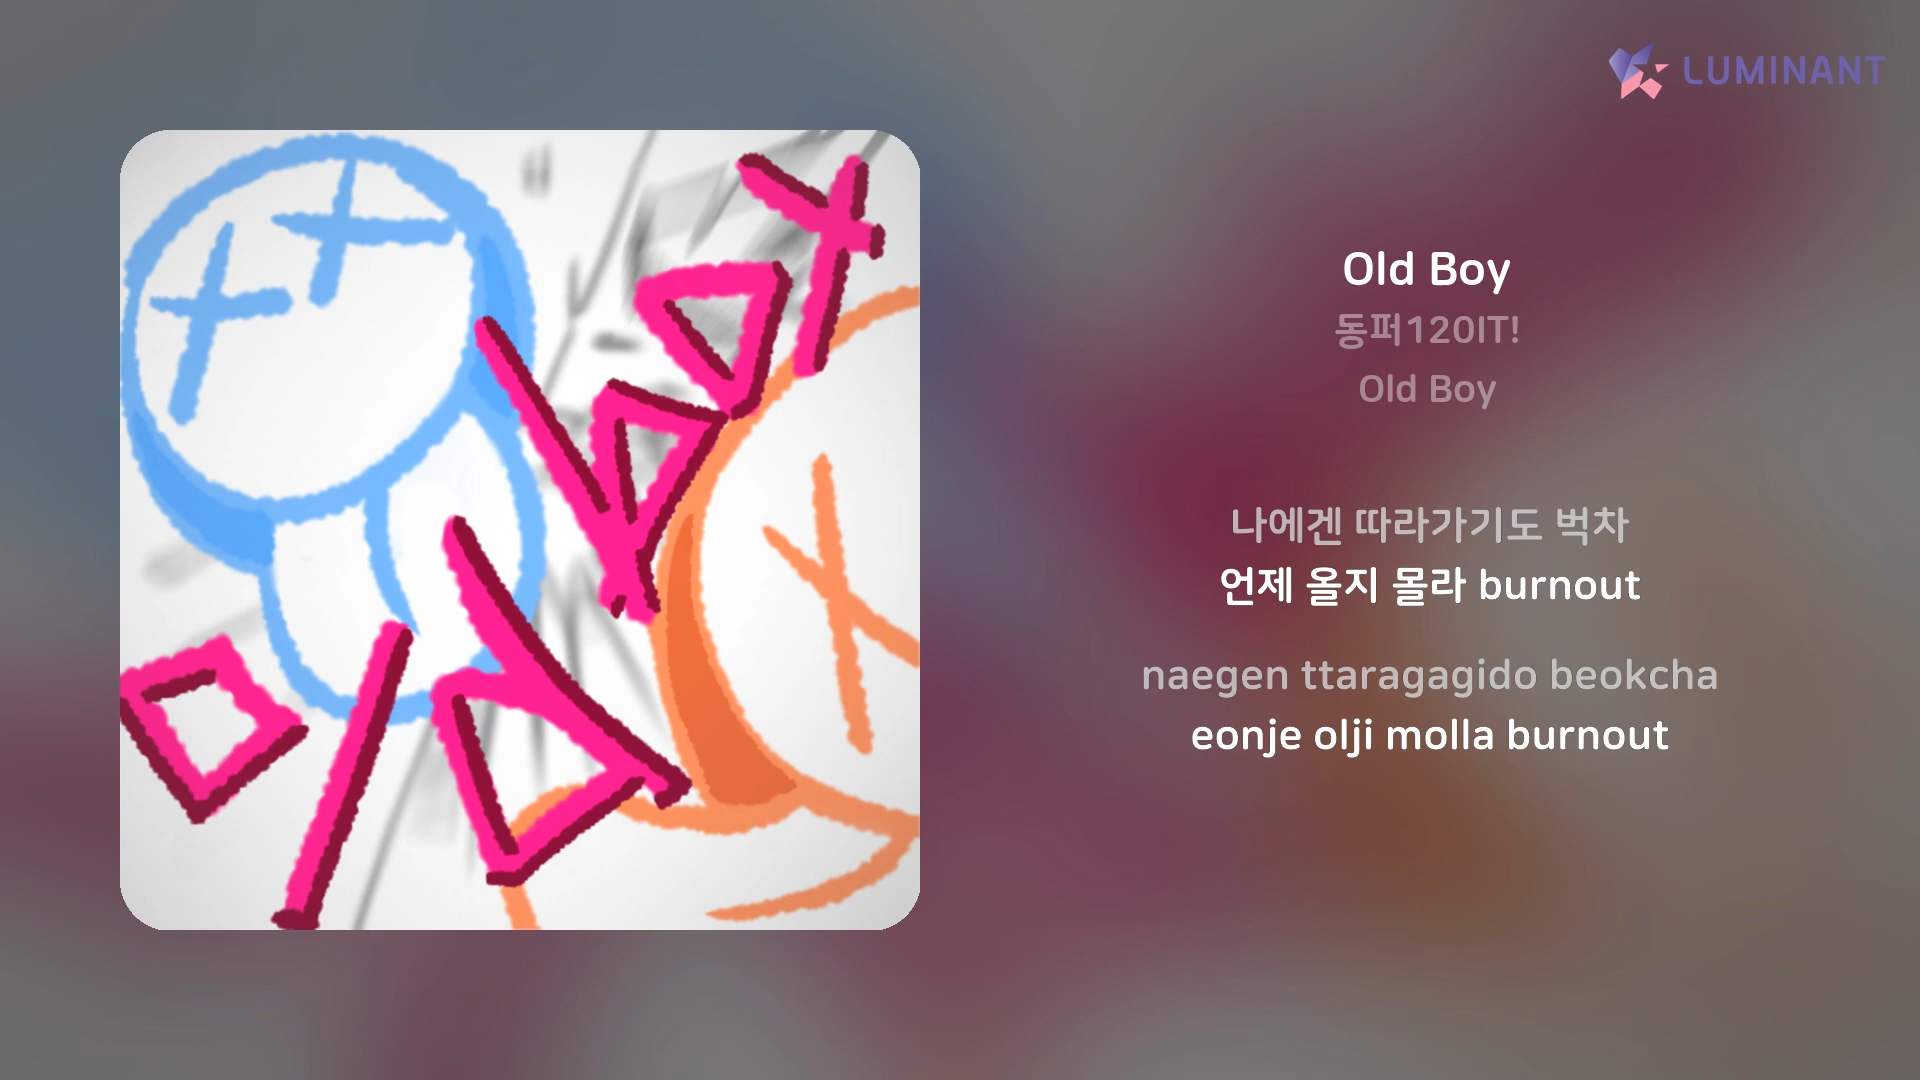 LUMINANT
Old Boy
동퍼120IT!
Old Boy
나에겐 따라가기도 벅차
언제 올지 몰라 burnout
naegen ttaragagido beokcha
eonje olji molla burnout